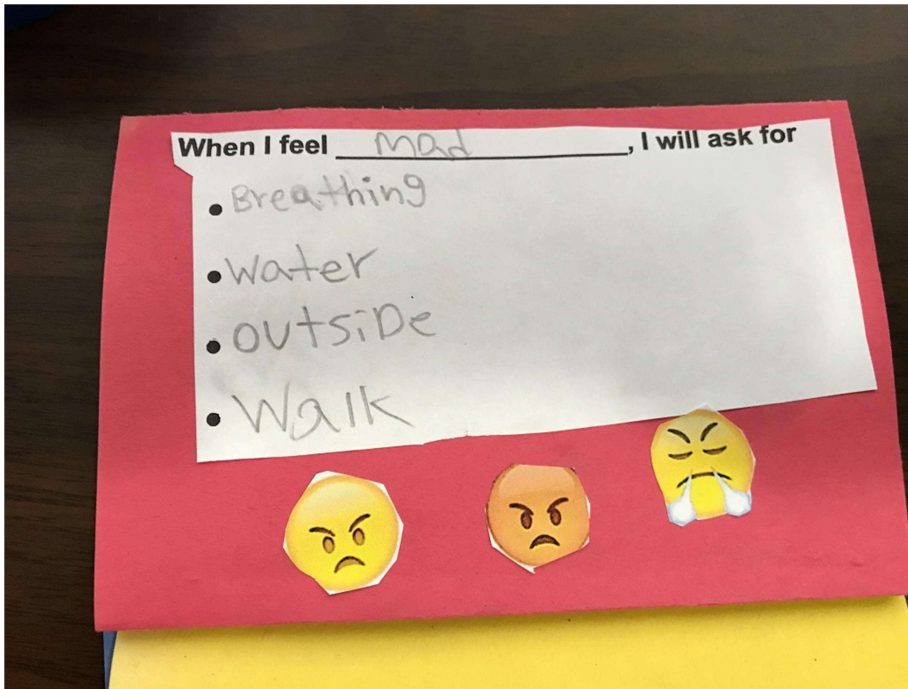 When I feel mad, I will ask for
• Breathing
• Water
• OutsiDe
• Walk